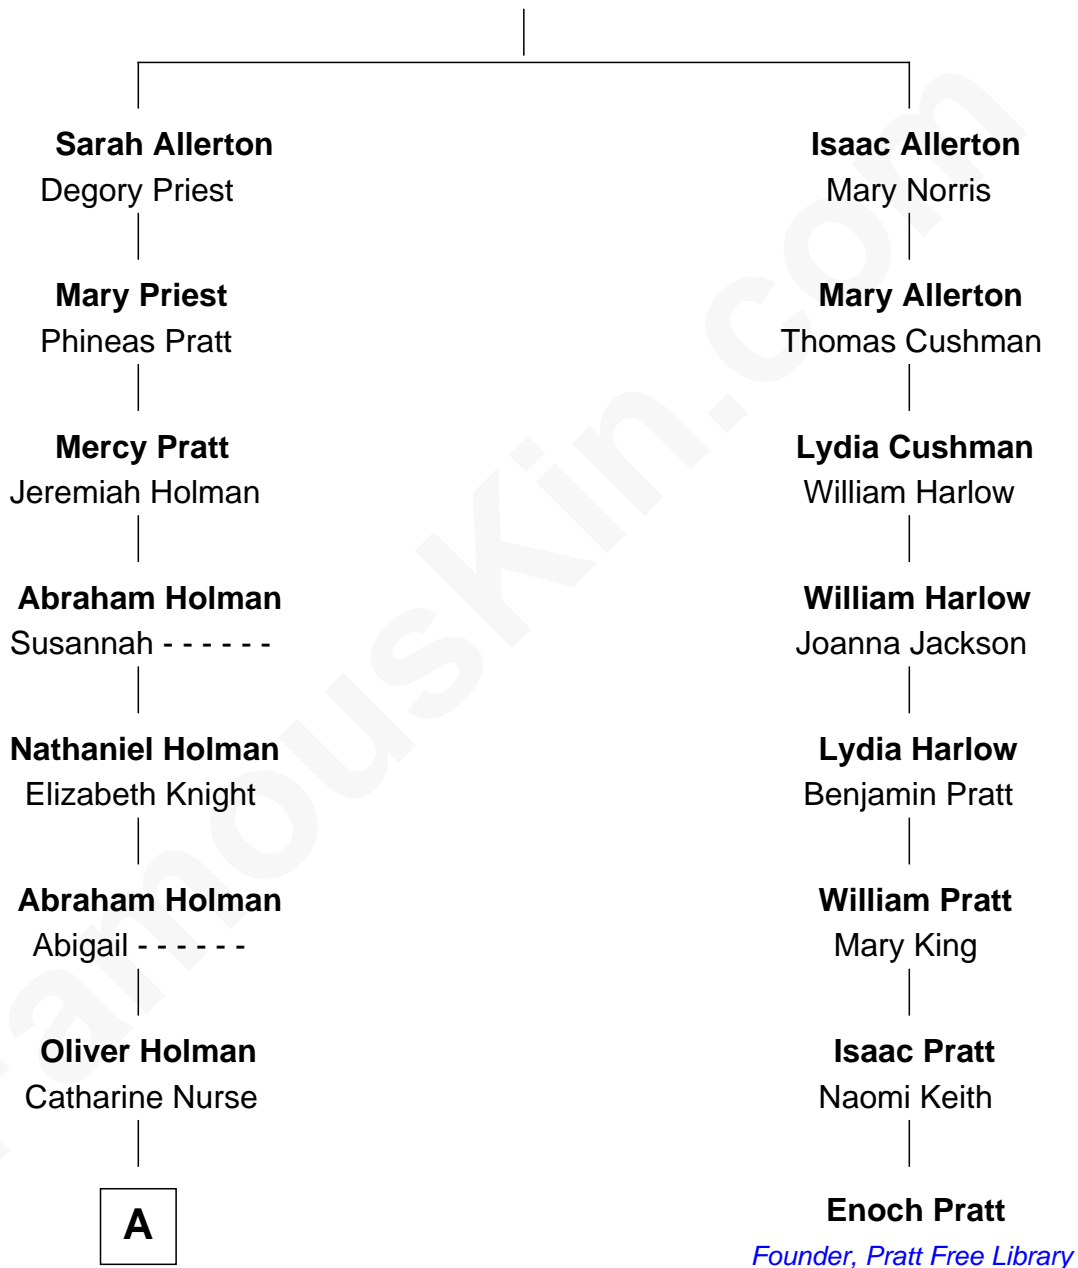 Sarah Allerton
Degory Priest
Mary Priest
Phineas Pratt
Mercy Pratt
Jeremiah Holman
Abraham Holman
Susannah - - - - - -
Nathaniel Holman
Elizabeth Knight
Abraham Holman
Abigail - - - - - -
Oliver Holman
Catharine Nurse
A
Isaac Allerton
Mary Norris
Mary Allerton
Thomas Cushman
Lydia Cushman
William Harlow
William Harlow
Joanna Jackson
Lydia Harlow
Benjamin Pratt
William Pratt
Mary King
Isaac Pratt
Naomi Keith
Enoch Pratt
Founder, Pratt Free Library
FamousKin.com